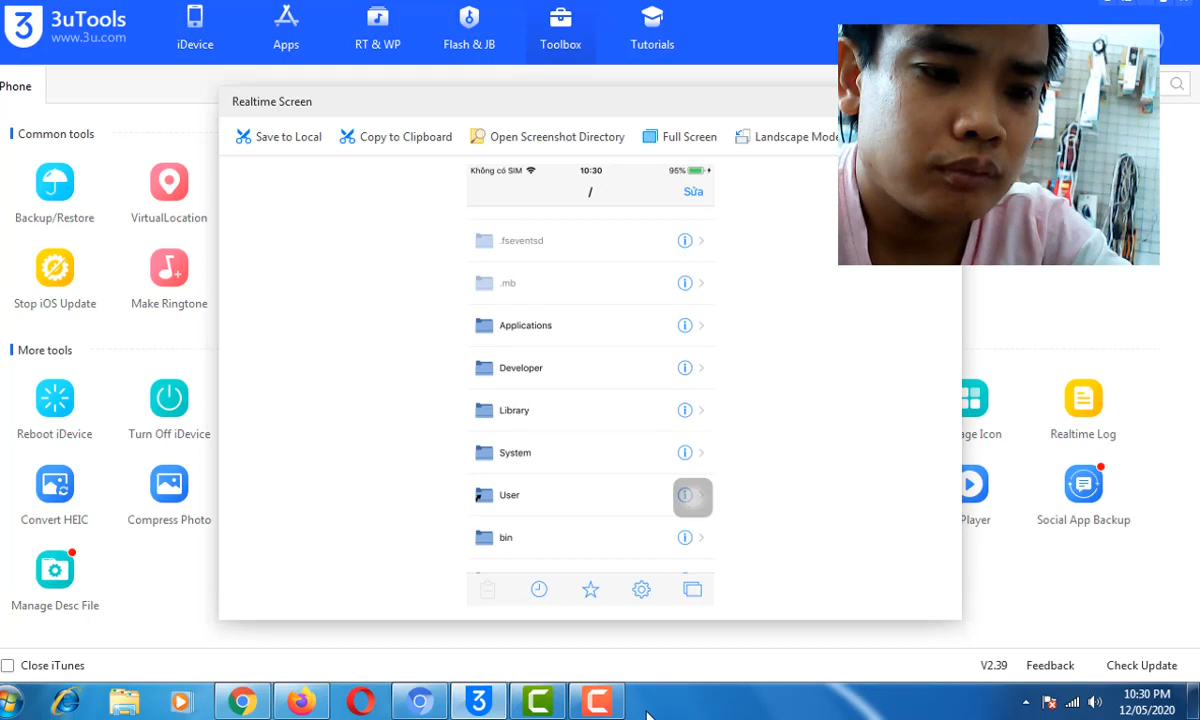 3uTools
www.3u.com
iDevice
Apps
RT & WP
Flash & JB
Toolbox
Tutorials
Phone
Realtime Screen
Save to Local
Copy to Clipboard
Open Screenshot Directory
Full Screen
Landscape Mode
Common tools
Backup/Restore
VirtualLocation
Stop iOS Update
Make Ringtone
More tools
Reboot iDevice
Turn Off iDevice
Convert HEIC
Compress Photo
Manage Desc File
Không có SIM
10:30
95%
/
Sửa
.fseventsd
.mb
Applications
Developer
Library
System
User
bin
age Icon
Realtime Log
Player
Social App Backup
Close iTunes
V2.39
Feedback
Check Update
10:30 PM
12/05/2020